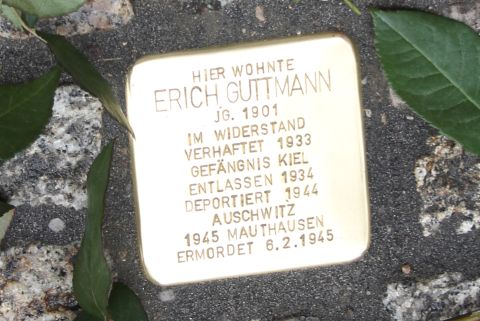 HIER WOHNTE
ERICH GUTTMANN
JG. 1901
IM WIDERSTAND
VERHAFTET 1933
GEFÄNGNIS KIEL
ENTLASSEN 1934
DEPORTIERT 1944
AUSCHWITZ
1945 MAUTHAUSEN
ERMORDET 6.2.1945